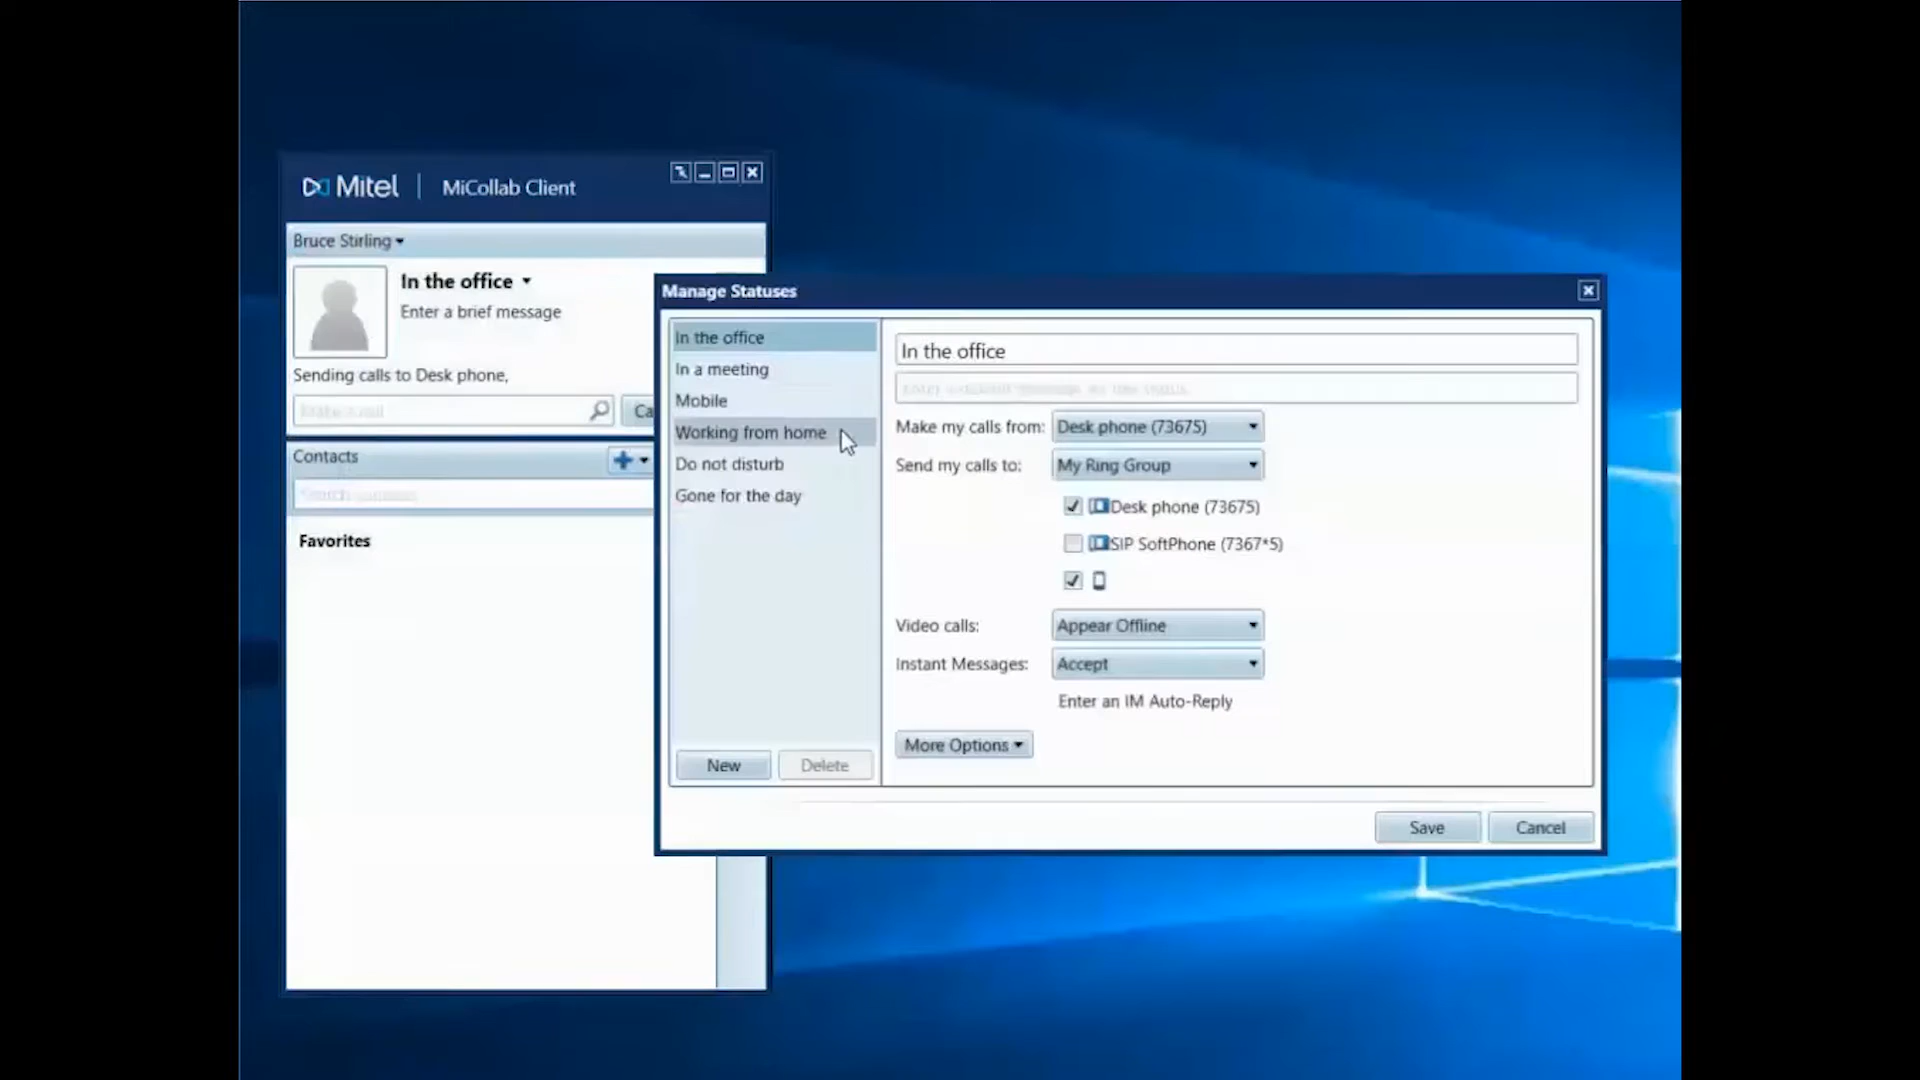 Mitel | MiCollab Client
Bruce Stirling
In the office
Enter a brief message
Sending calls to Desk phone,
Ca
Contacts
Favorites
Manage Statuses
In the office
In a meeting
Mobile
Working from home
Do not disturb
Gone for the day
New
Delete
In the office
Make my calls from: Desk phone (73675)
Send my calls to: My Ring Group
Desk phone (73675)
SIP SoftPhone (7367*5)
Video calls: Appear Offline
Instant Messages: Accept
Enter an IM Auto-Reply
More Options
Save
Cancel